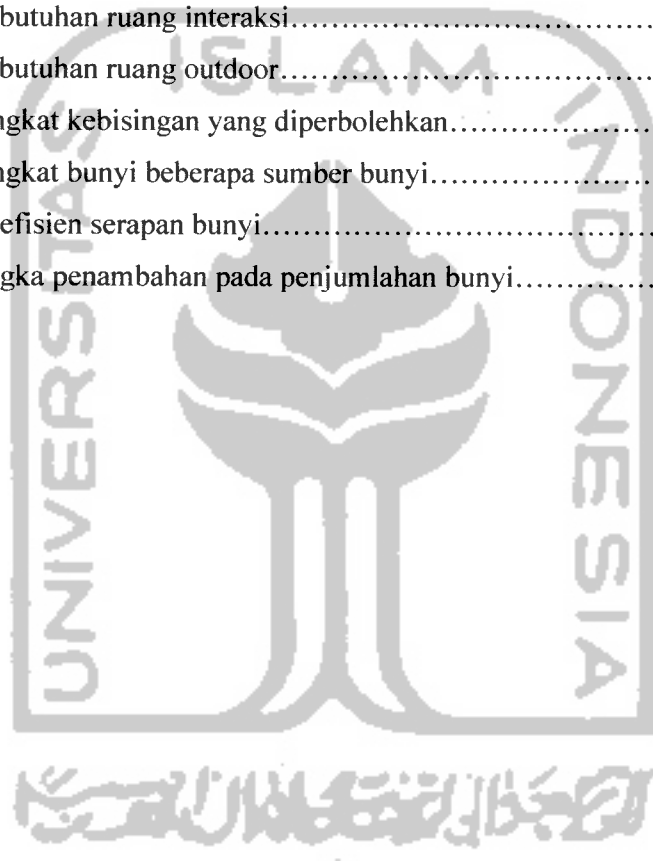 butuhan ruang interaksi........................................
butuhan ruang outdoor........................................
ngkat kebisingan yang diperbolehkan......................
ngkat bunyi beberapa sumber bunyi.........................
efisien serapan bunyi..........................................
gka penambahan pada penjumlahan bunyi...............
ISLAM
UNIVERSITAS
INDONESIA